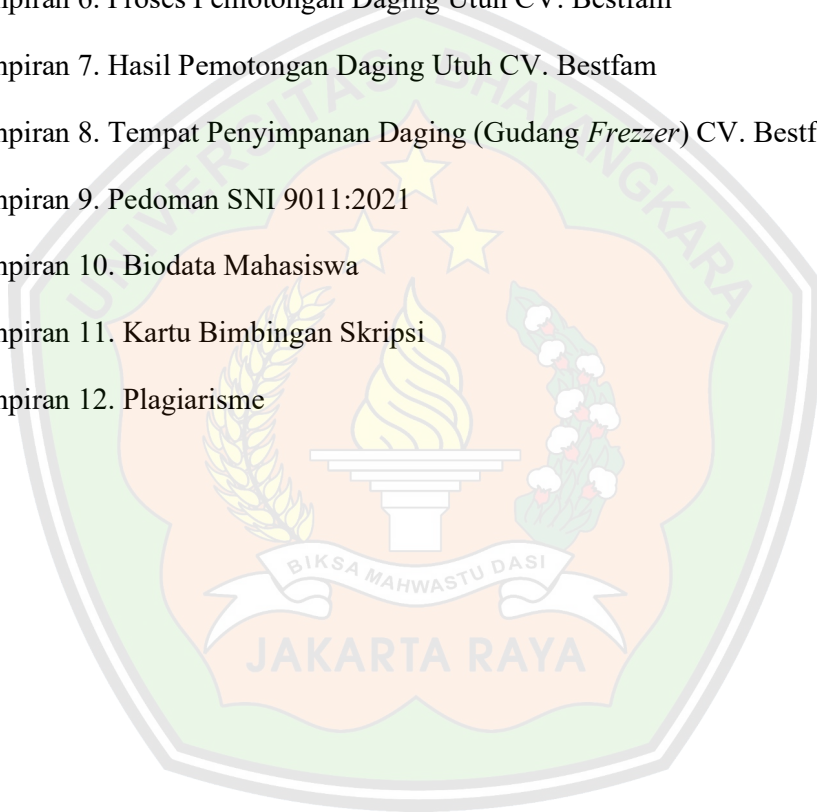 npiran 6. Proses Pemotongan Daging Utuh CV. Bestfam
npiran 7. Hasil Pemotongan Daging Utuh CV. Bestfam
npiran 8. Tempat Penyimpanan Daging (Gudang Frezzer) CV. Bestf
npiran 9. Pedoman SNI 9011:2021
npiran 10. Biodata Mahasiswa
npiran 11. Kartu Bimbingan Skripsi
npiran 12. Plagiarisme
UNIVERSITAS BHAYANGKARA
BIKSA MAHWASTU DASI
JAKARTA RAYA